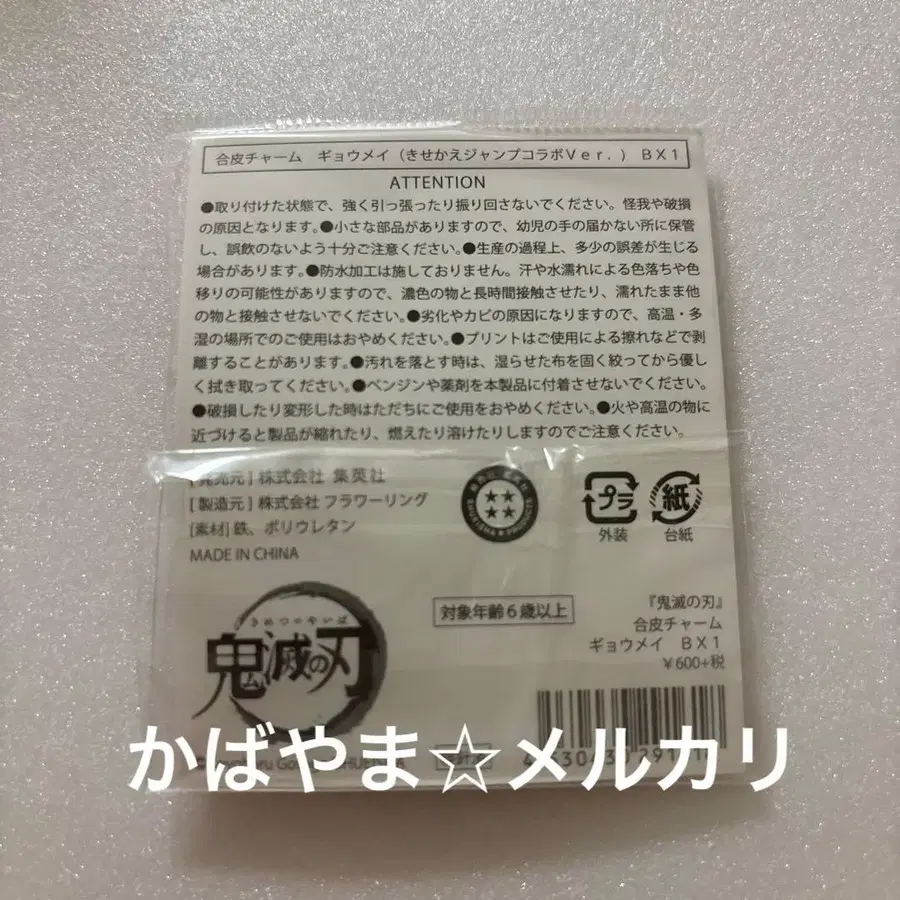 合皮チャーム ギョウメイ（きせかえジャンプコラボＶｅｒ．） ＢＸ１
ATTENTION
●取り付けた状態で、強く引っ張ったり振り回さないでください。怪我や破損
の原因となります。●小さな部品がありますので、幼児の手の届かない所に保管
し、誤飲のないよう十分ご注意ください。●生産の過程上、多少の誤差が生じる
場合があります。●防水加工は施しておりません。汗や水濡れによる色落ちや色
移りの可能性がありますので、濃色の物と長時間接触させたり、濡れたまま他
の物と接触させないでください。●劣化やカビの原因になりますので、高温・多
湿の場所でのご使用はおやめください。●プリントはご使用による擦れなどで剥
離することがあります。●汚れを落とす時は、湿らせた布を固く絞ってから優し
く拭き取ってください。●ベンジンや薬剤を本製品に付着させないでください。
●破損したり変形した時はただちにご使用をおやめください。●火や高温の物に
近づけると製品が縮れたり、燃えたり溶けたりしますのでご注意ください。
[発売元] 株式会社 集英社
[製造元] 株式会社 フラワーリング
[素材] 鉄、ポリウレタン
MADE IN CHINA
プラ
外装
紙
台紙
対象年齢６歳以上
『鬼滅の刃』
合皮チャーム
ギョウメイ ＢＸ１
￥600+税
きめつのやいば
鬼滅の刃
かばやま☆メルカリ